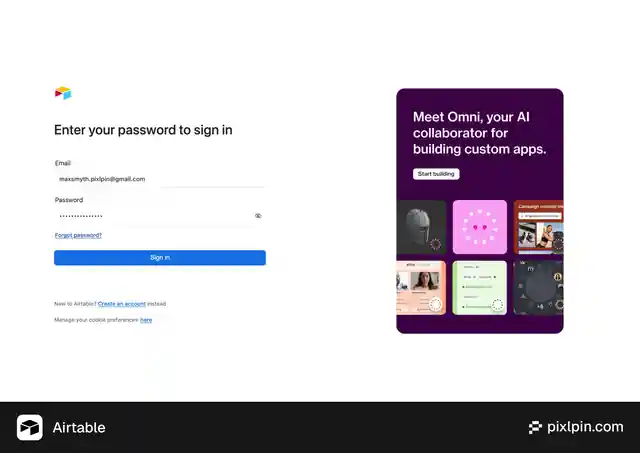 Enter your password to sign in
Email
maxsmyth.pixlpin@gmail.com
Password
Forgot password?
Sign in
New to Airtable? Create an account instead
Manage your cookie preferences here
Meet Omni, your AI
collaborator for
building custom apps.
Start building
Airtable
pixlpin.com